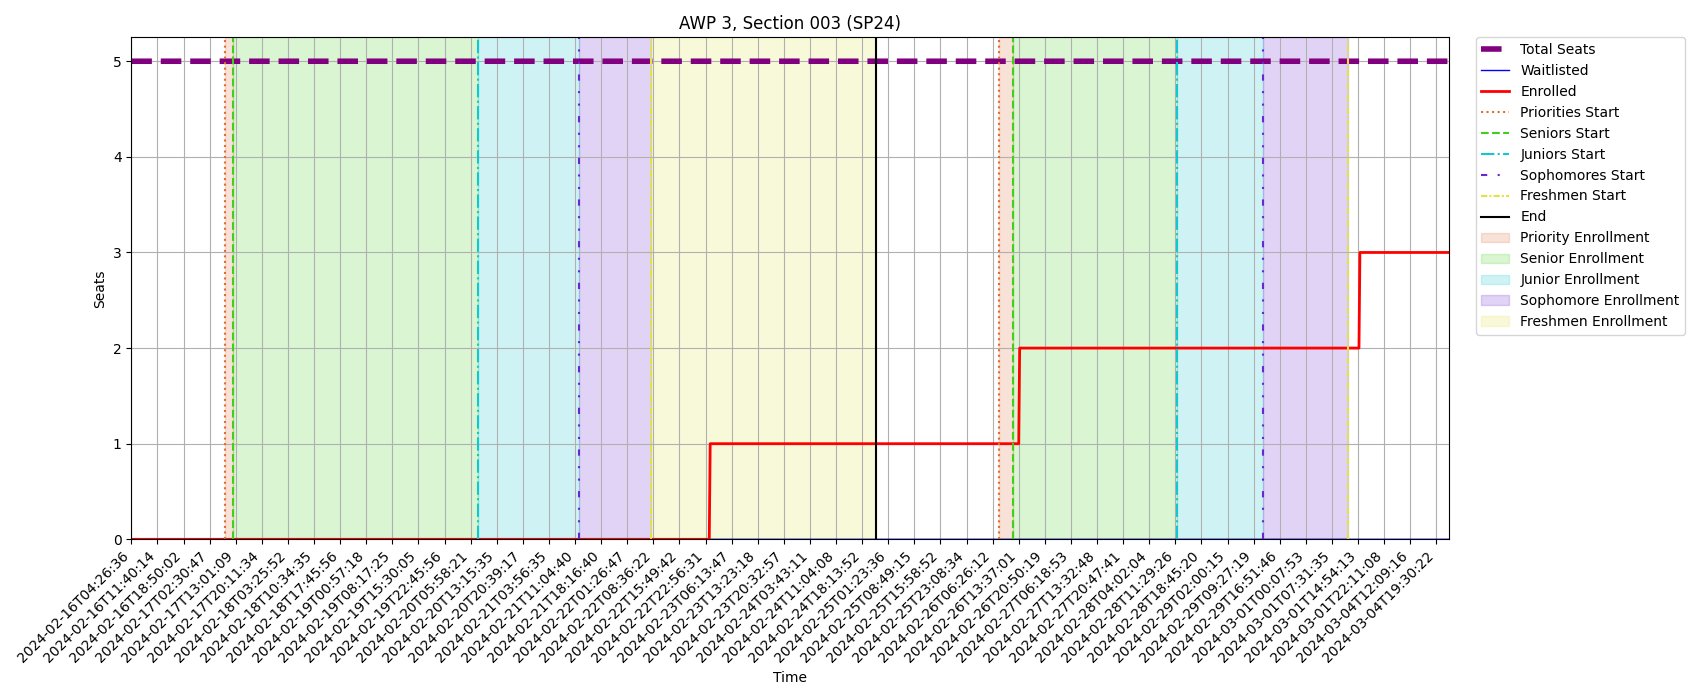 AWP 3, Section 003 (SP24)
5
4
3
2
1
0
Seats
2024-02-16T04:26:36
2024-02-16T11:40:14
2024-02-16T18:50:02
2024-02-17T02:30:47
2024-02-17T13:01:09
2024-02-17T20:11:34
2024-02-18T03:25:52
2024-02-18T10:34:35
2024-02-18T17:45:56
2024-02-19T00:57:18
2024-02-19T08:17:25
2024-02-19T15:30:05
2024-02-19T22:45:56
2024-02-20T05:58:21
2024-02-20T13:15:35
2024-02-20T20:39:17
2024-02-21T03:56:35
2024-02-21T11:04:40
2024-02-21T18:16:40
2024-02-22T01:26:47
2024-02-22T08:36:22
2024-02-22T15:49:42
2024-02-22T22:56:31
2024-02-23T06:13:47
2024-02-23T13:23:18
2024-02-23T20:32:57
2024-02-24T03:43:11
2024-02-24T11:04:08
2024-02-24T18:13:52
2024-02-25T01:23:36
2024-02-25T08:49:15
2024-02-25T15:58:52
2024-02-25T23:08:34
2024-02-26T06:26:12
2024-02-26T13:37:01
2024-02-26T20:50:19
2024-02-27T06:18:53
2024-02-27T13:32:48
2024-02-27T20:47:41
2024-02-28T04:02:04
2024-02-28T11:29:26
2024-02-28T18:45:20
2024-02-29T02:00:15
2024-02-29T09:27:19
2024-02-29T16:51:46
2024-03-01T00:07:53
2024-03-01T07:31:35
2024-03-01T14:54:13
2024-03-01T22:11:08
2024-03-04T12:09:16
2024-03-04T19:30:22
Time
Total Seats
Waitlisted
Enrolled
Priorities Start
Seniors Start
Juniors Start
Sophomores Start
Freshmen Start
End
Priority Enrollment
Senior Enrollment
Junior Enrollment
Sophomore Enrollment
Freshmen Enrollment